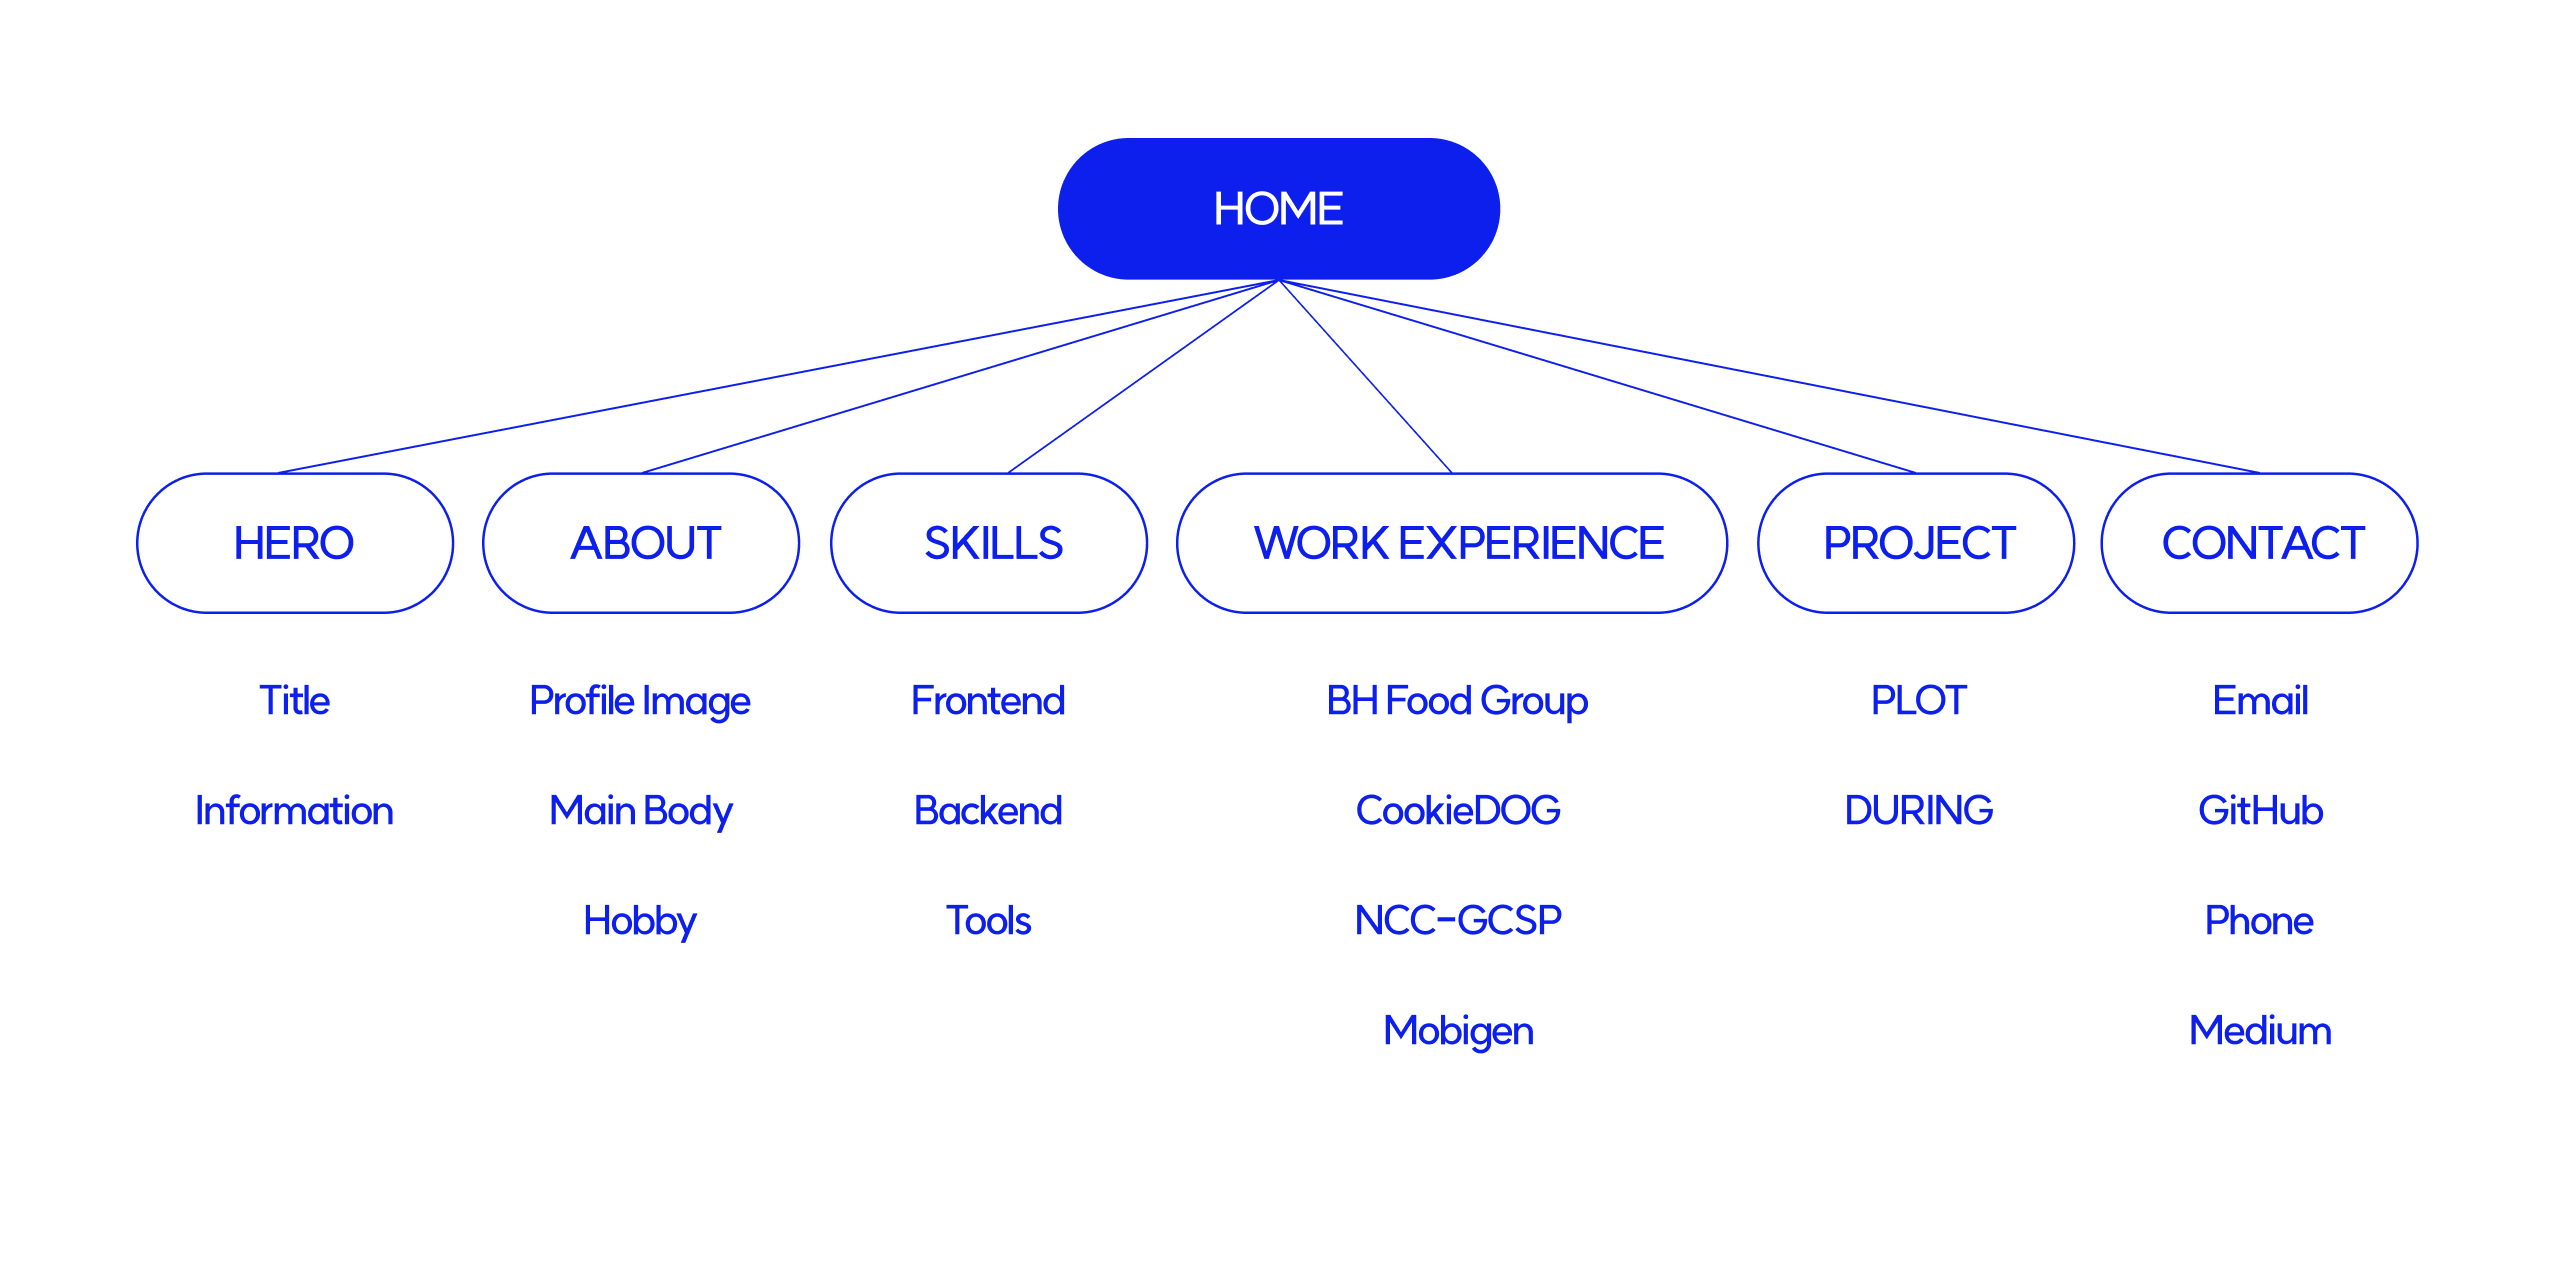 HOME
HERO
ABOUT
SKILLS
WORK EXPERIENCE
PROJECT
CONTACT
Title
Information
Profile Image
Main Body
Hobby
Frontend
Backend
Tools
BH Food Group
CookieDOG
NCC-GCSP
Mobigen
PLOT
DURING
Email
GitHub
Phone
Medium